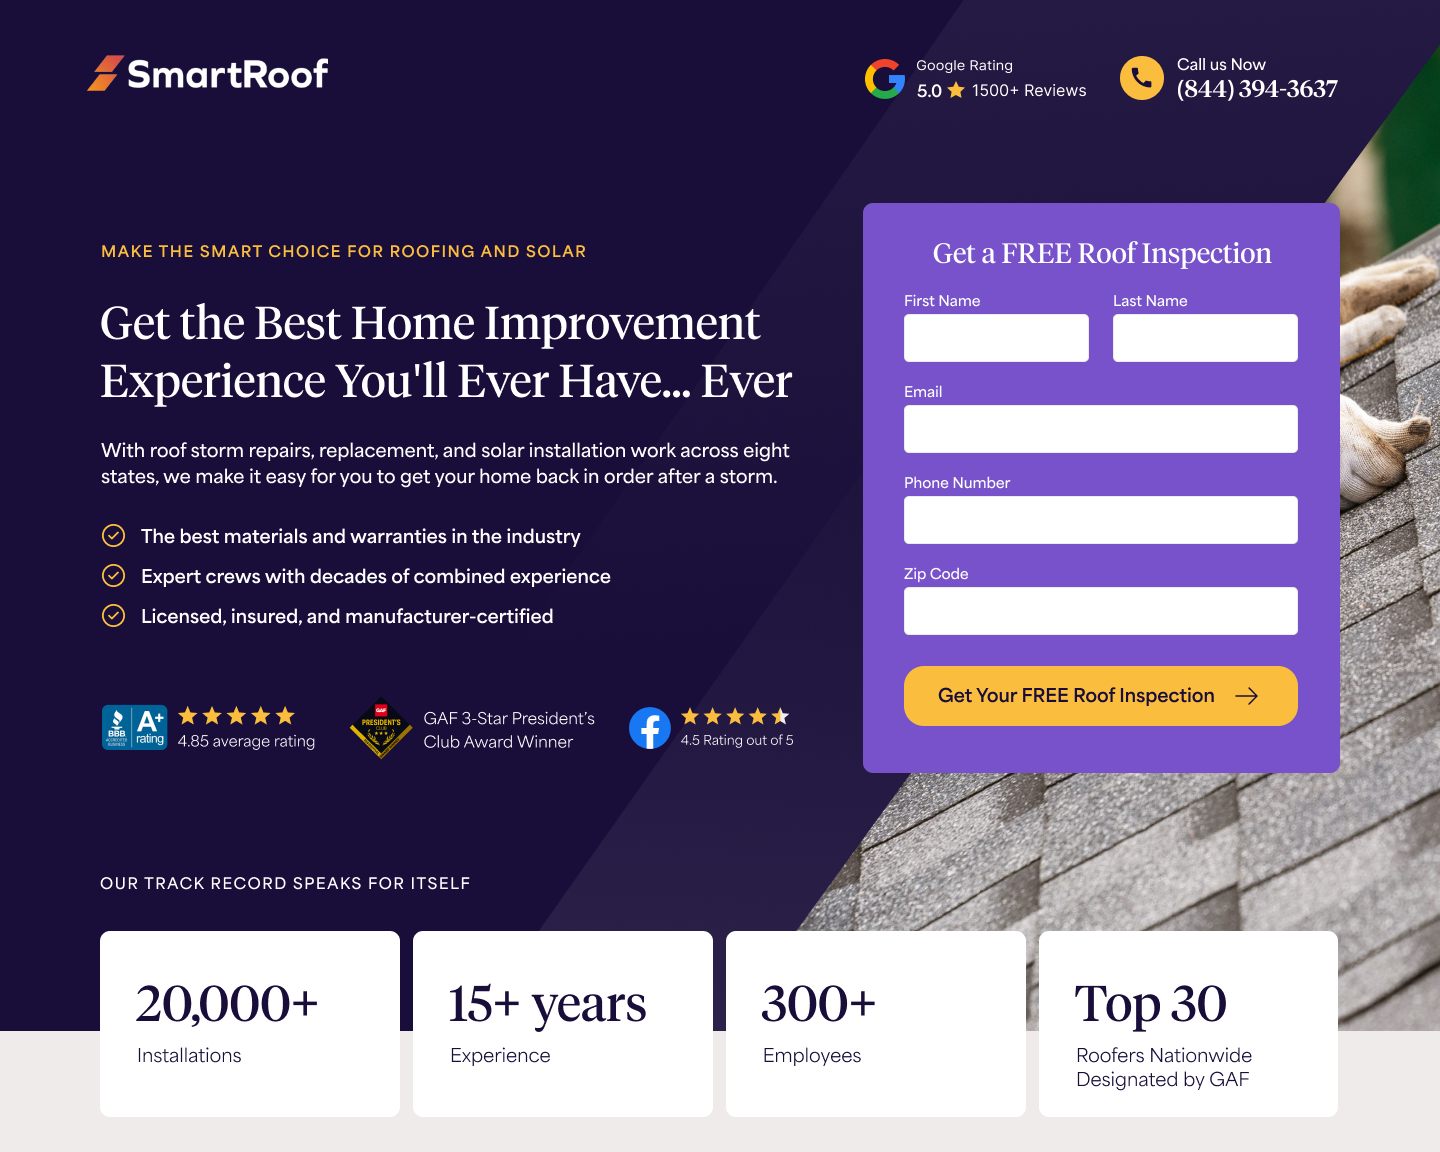 SmartRoof
Google Rating
5.0 1500+ Reviews
Call us Now
(844) 394-3637
MAKE THE SMART CHOICE FOR ROOFING AND SOLAR
Get the Best Home Improvement
Experience You'll Ever Have... Ever
With roof storm repairs, replacement, and solar installation work across eight
states, we make it easy for you to get your home back in order after a storm.
The best materials and warranties in the industry
Expert crews with decades of combined experience
Licensed, insured, and manufacturer-certified
BBB
ACCREDITED
BUSINESS
A+
rating
4.85 average rating
GAF
PRESIDENT'S
CLUB
GAF 3-Star President's
Club Award Winner
4.5 Rating out of 5
Get a FREE Roof Inspection
First Name
Last Name
Email
Phone Number
Zip Code
Get Your FREE Roof Inspection
OUR TRACK RECORD SPEAKS FOR ITSELF
20,000+
Installations
15+ years
Experience
300+
Employees
Top 30
Roofers Nationwide
Designated by GAF